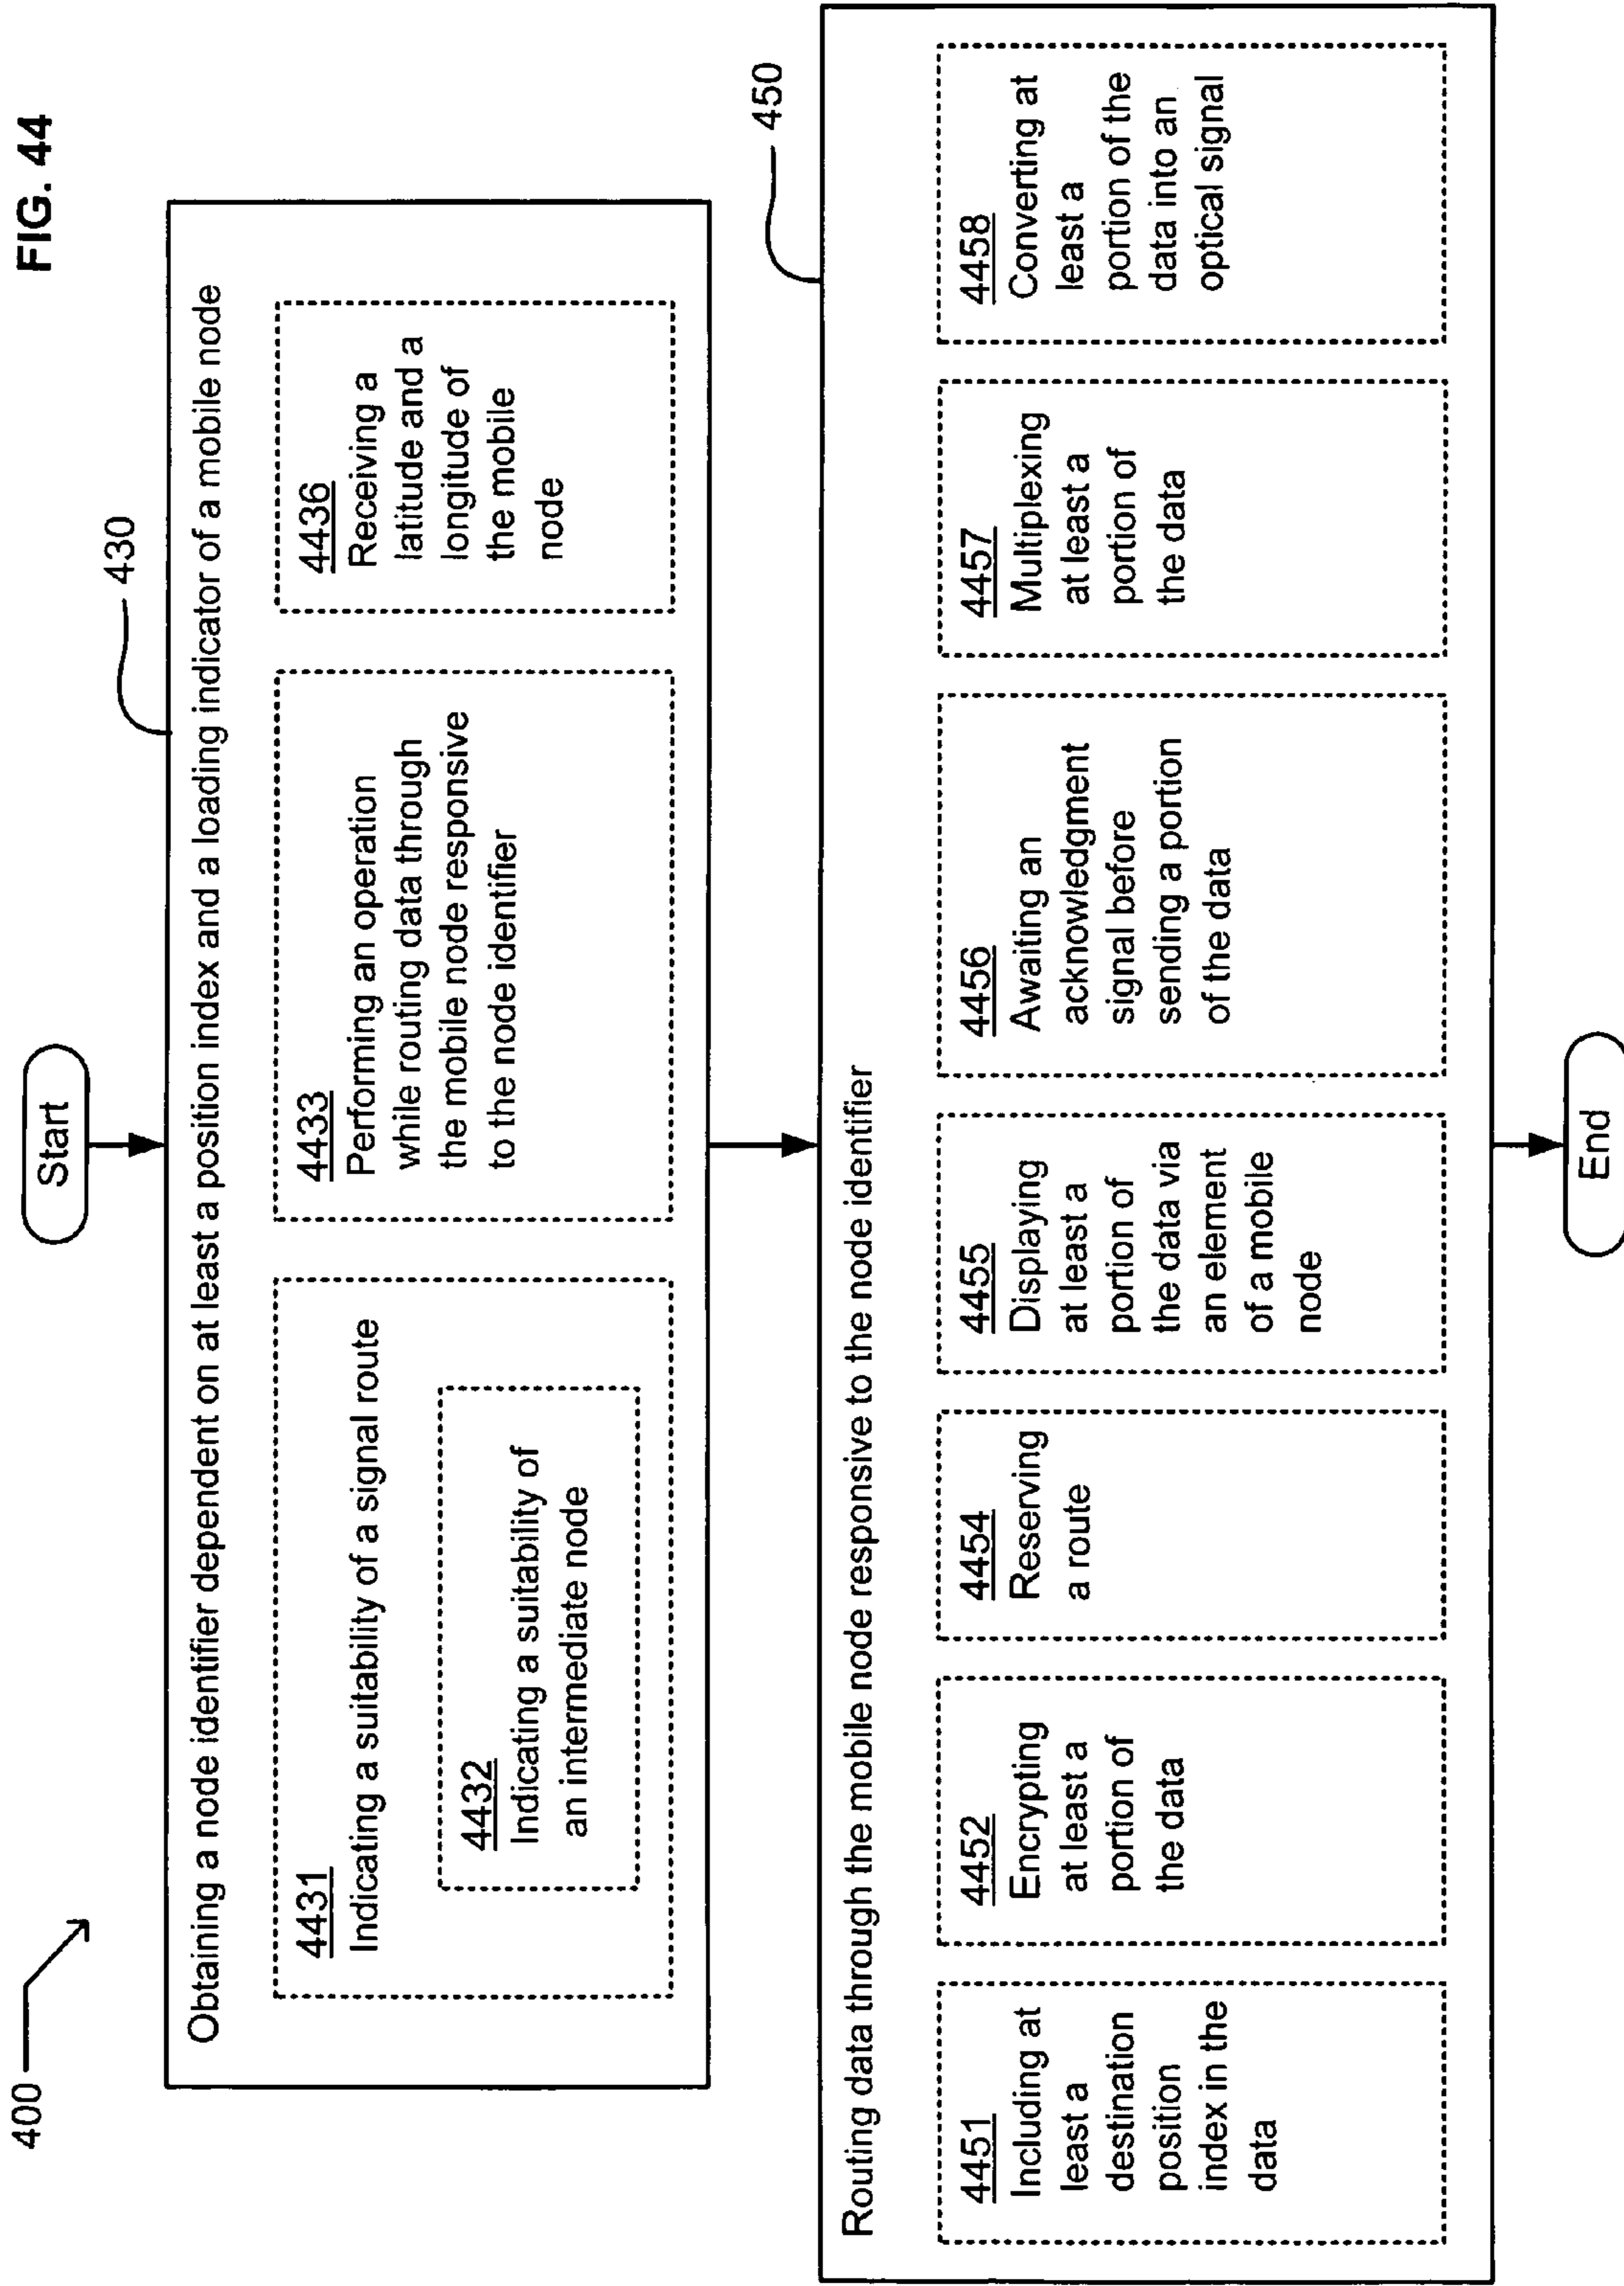 FIG. 44
400
Start
430
Obtaining a node identifier dependent on at least a position index and a loading indicator of a mobile node
4431
Indicating a suitability of a signal route
4432
Indicating a suitability of
an intermediate node
4433
Performing an operation
while routing data through
the mobile node responsive
to the node identifier
4436
Receiving a
latitude and a
longitude of
the mobile
node
450
Routing data through the mobile node responsive to the node identifier
4451
Including at
least a
destination
position
index in the
data
4452
Encrypting
at least a
portion of
the data
4454
Reserving
a route
4455
Displaying
at least a
portion of
the data via
an element
of a mobile
node
4456
Awaiting an
acknowledgment
signal before
sending a portion
of the data
4457
Multiplexing
at least a
portion of
the data
4458
Converting at
least a
portion of the
data into an
optical signal
End